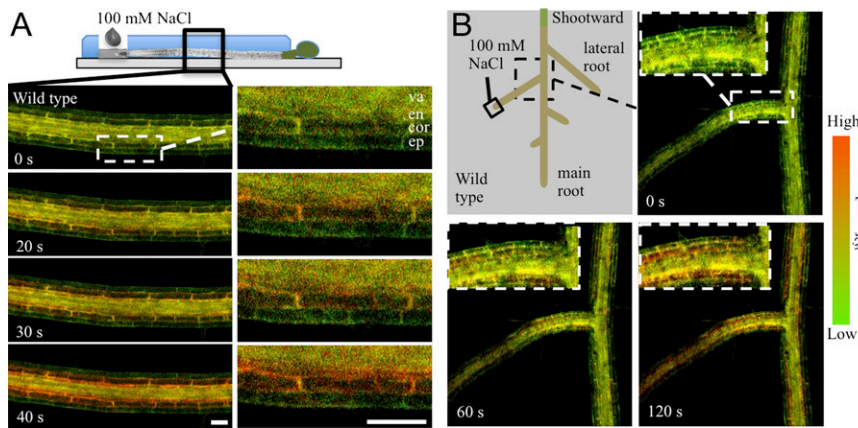 A
100 mM NaCl
Wild type
va
en
cor
ep
0 s
20 s
30 s
40 s
B
Shootward
100 mM
NaCl
lateral
root
Wild
type
main
root
0 s
60 s
120 s
High
Low